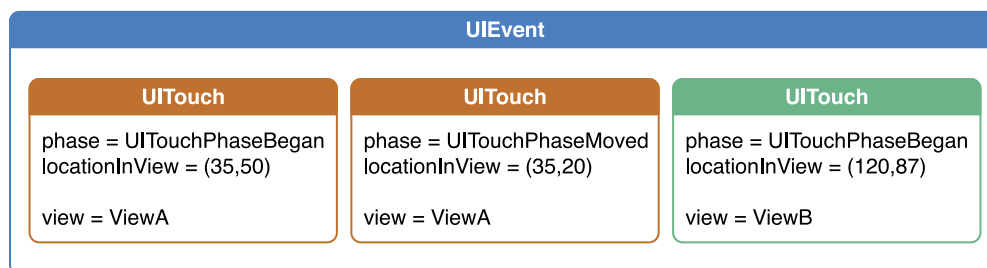 UIEvent
UITouch
phase = UITouchPhaseBegan
locationInView = (35,50)
view = ViewA
UITouch
phase = UITouchPhaseMoved
locationInView = (35,20)
view = ViewA
UITouch
phase = UITouchPhaseBegan
locationInView = (120,87)
view = ViewB